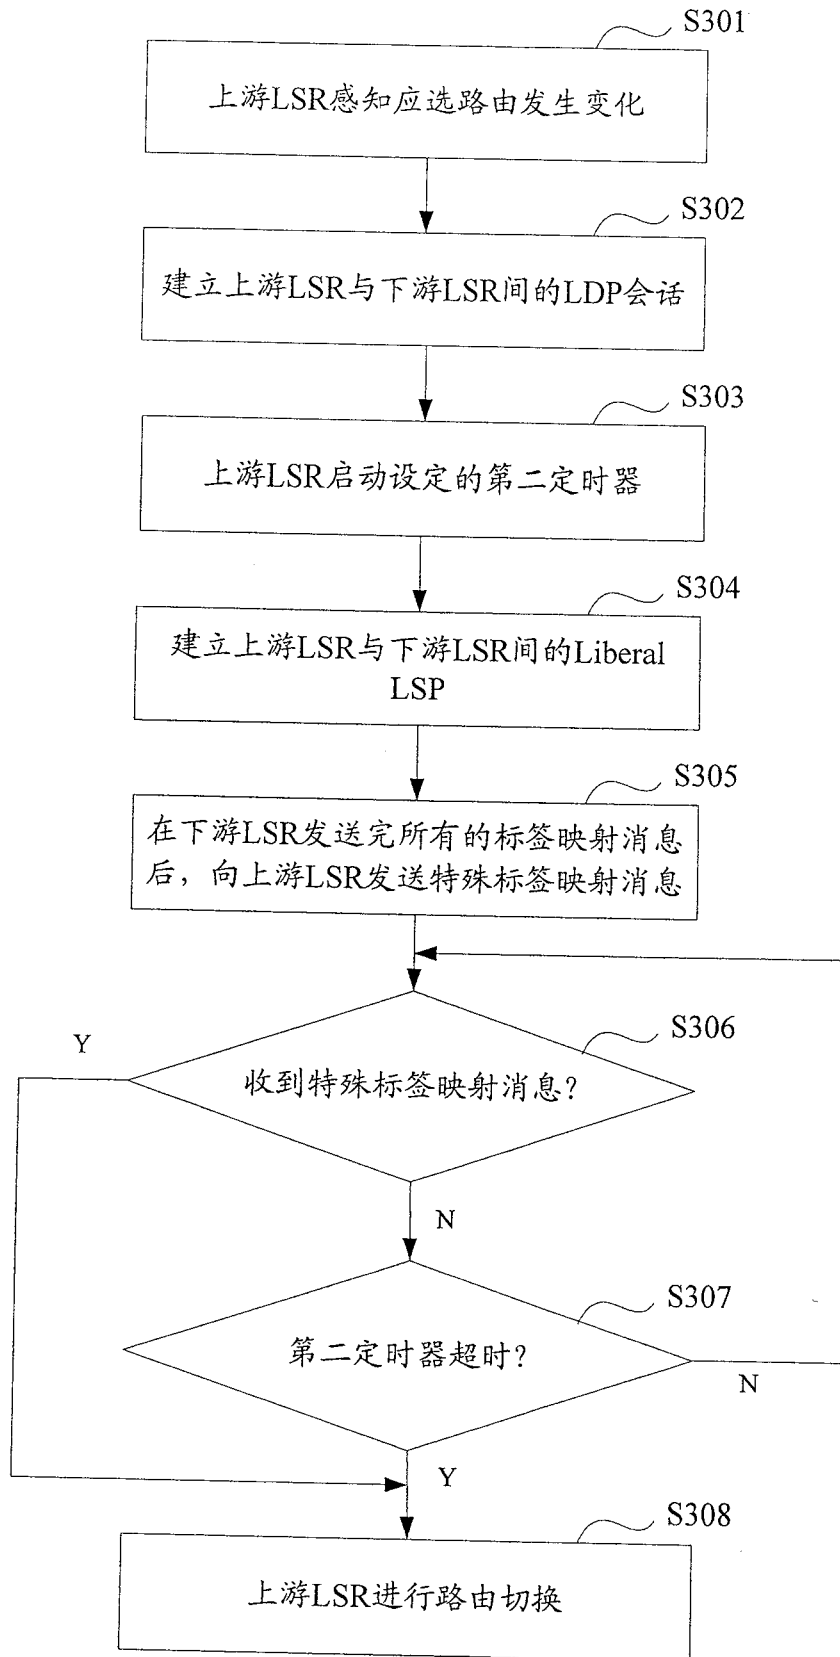 S301
上游LSR感知应选路由发生变化
S302
建立上游LSR与下游LSR间的LDP会话
S303
上游LSR启动设定的第二定时器
S304
建立上游LSR与下游LSR间的Liberal
LSP
S305
在下游LSR发送完所有的标签映射消息
后，向上游LSR发送特殊标签映射消息
S306
Y
收到特殊标签映射消息？
N
S307
第二定时器超时？
N
Y
S308
上游LSR进行路由切换